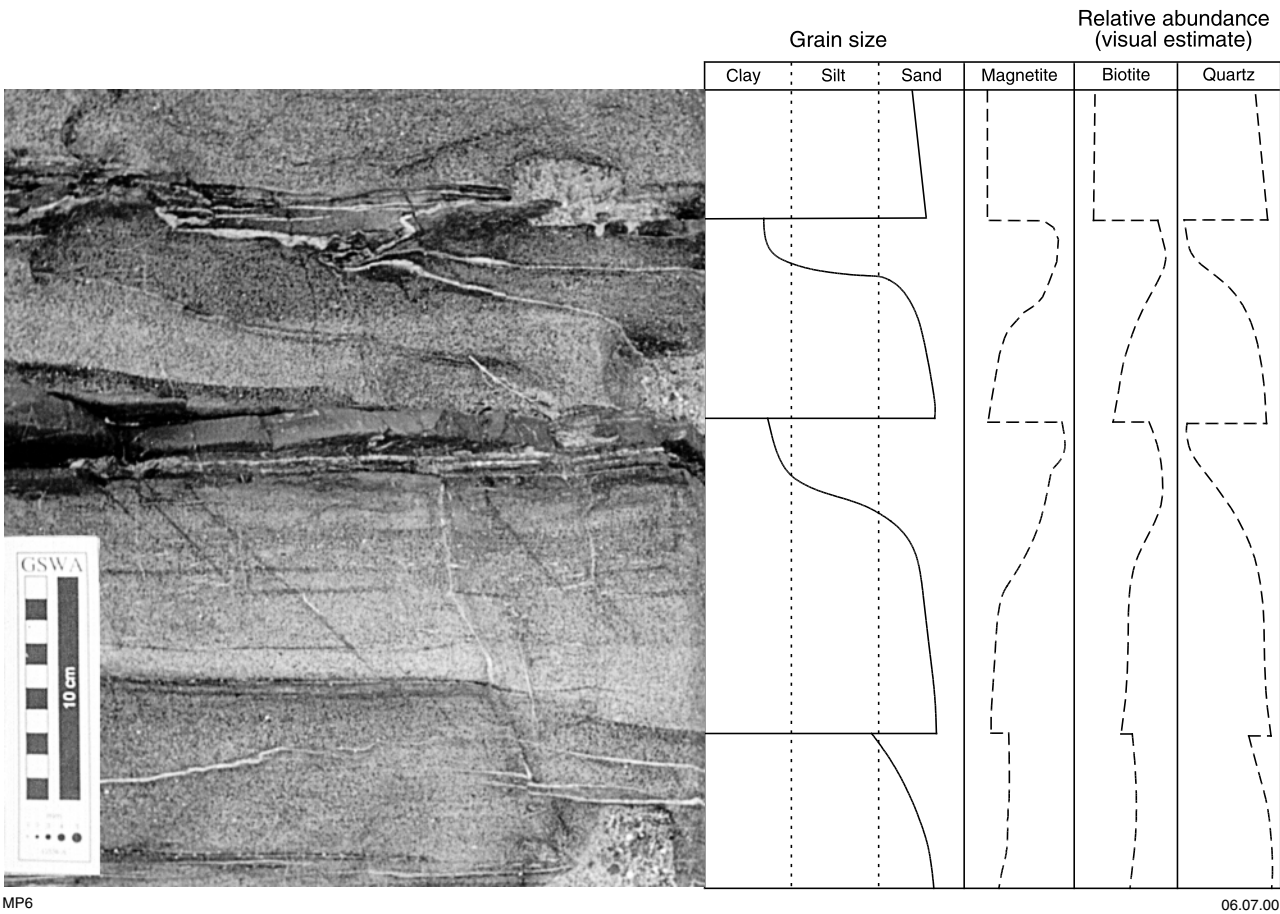 Relative abundance
Grain size (visual estimate)
Clay Silt Sand Magnetite Biotite Quartz
GSWA
10 cm
GSWA
MP6 06.07.00